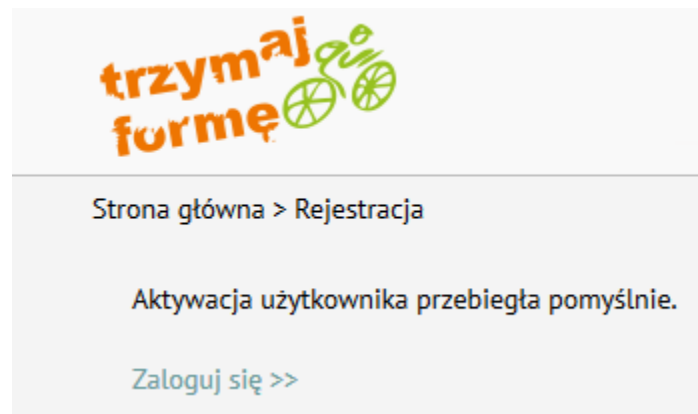 trzymaj
formę
Strona główna > Rejestracja
Aktywacja użytkownika przebiegła pomyślnie.
Zaloguj się >>